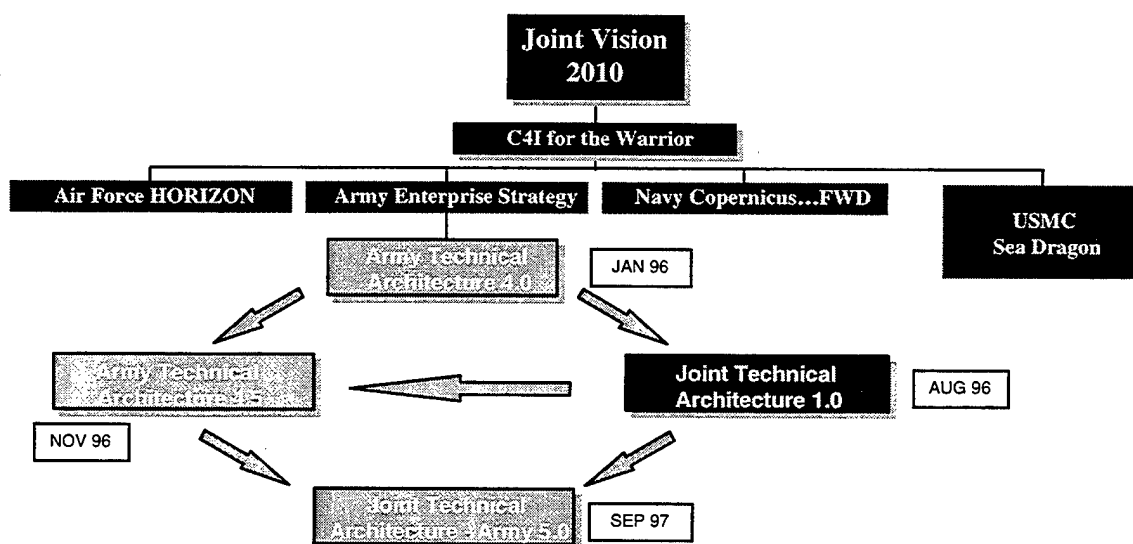 Joint Vision
2010
C4I for the Warrior
Air Force HORIZON
Army Enterprise Strategy
Navy Copernicus...FWD
USMC
Sea Dragon
Army Technical
Architecture 4.0
JAN 96
Army Technical
Architecture 4.5
NOV 96
Joint Technical
Architecture 1.0
AUG 96
Joint Technical
Architecture - Army 5.0
SEP 97